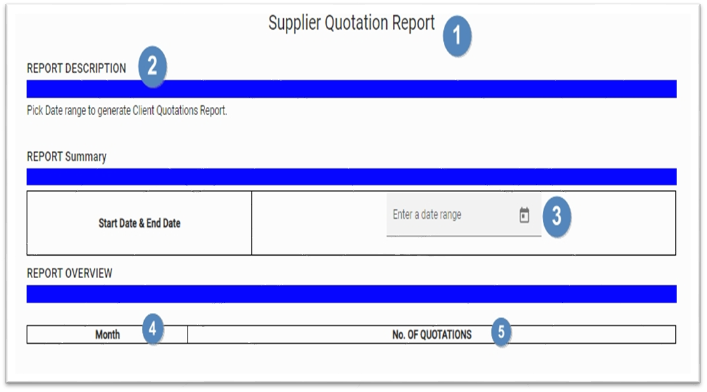 Supplier Quotation Report
1
REPORT DESCRIPTION 2
Pick Date range to generate Client Quotations Report.
REPORT Summary
Start Date & End Date Enter a date range 3
REPORT OVERVIEW
Month 4 No. OF QUOTATIONS 5